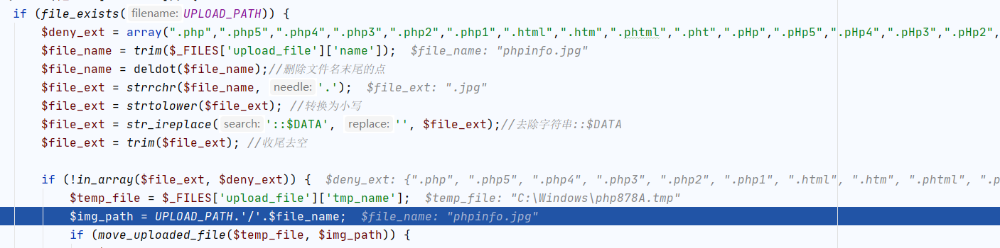 if (file_exists( filename: UPLOAD_PATH)) {
$deny_ext = array(".php",".php5",".php4",".php3",".php2",".php1",".html",".htm",".phtml",".pht",".pHp",".pHp5",".pHp4",".pHp3",".pHp2",
$file_name = trim($_FILES['upload_file']['name']); $file_name: "phpinfo.jpg"
$file_name = deldot($file_name);//删除文件名末尾的点
$file_ext = strrchr($file_name, needle: '.'); $file_ext: ".jpg"
$file_ext = strtolower($file_ext); //转换为小写
$file_ext = str_ireplace( search: '::$DATA', replace: '', $file_ext);//去除字符串::$DATA
$file_ext = trim($file_ext); //收尾去空
if (!in_array($file_ext, $deny_ext)) { $deny_ext: {".php", ".php5", ".php4", ".php3", ".php2", ".php1", ".html", ".htm", ".phtml", ".p
$temp_file = $_FILES['upload_file']['tmp_name']; $temp_file: "C:\Windows\php878A.tmp"
$img_path = UPLOAD_PATH.'/'.$file_name; $file_name: "phpinfo.jpg"
if (move_uploaded_file($temp_file, $img_path)) {